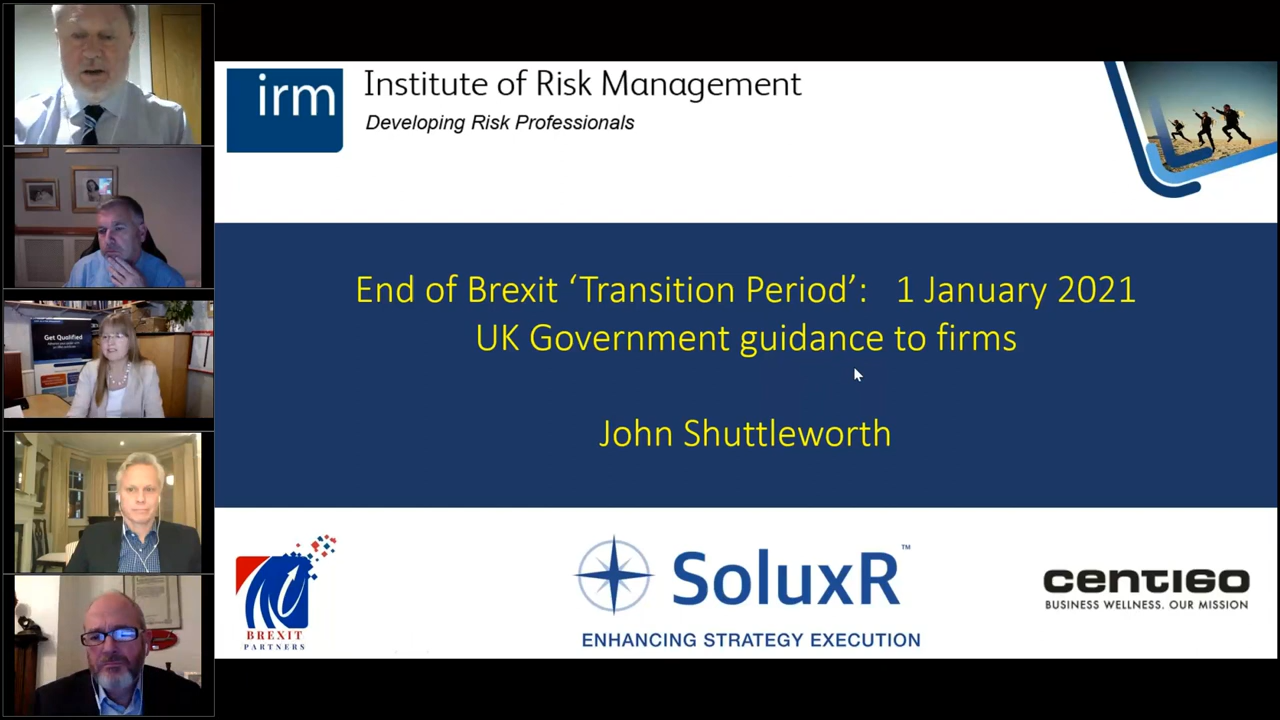 irm
Institute of Risk Management
Developing Risk Professionals
End of Brexit ‘Transition Period’: 1 January 2021
UK Government guidance to firms
John Shuttleworth
Get Qualified
BREXIT
PARTNERS
SoluxR™
ENHANCING STRATEGY EXECUTION
CENTIGO
BUSINESS WELLNESS. OUR MISSION